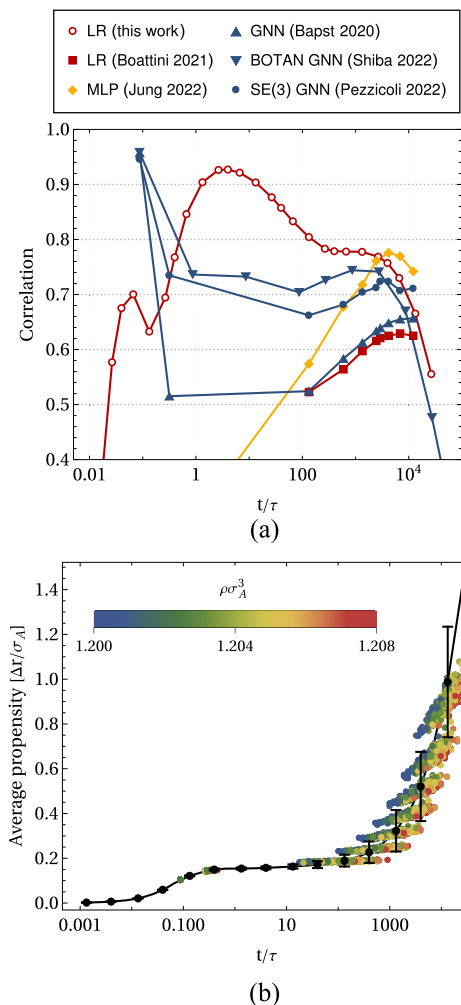 LR (this work)
GNN (Bapst 2020)
LR (Boattini 2021)
BOTAN GNN (Shiba 2022)
MLP (Jung 2022)
SE(3) GNN (Pezzicoli 2022)
1.0
0.9
0.8
0.7
0.6
0.5
0.4
Correlation
0.01 0.1 1 100 10⁴
t/τ
(a)
1.4
1.2
1.0
0.8
0.6
0.4
0.2
0.0
Average propensity [Δr/σ_A]
ρσ_A^3
1.200 1.204 1.208
0.001 0.100 10 1000
t/τ
(b)